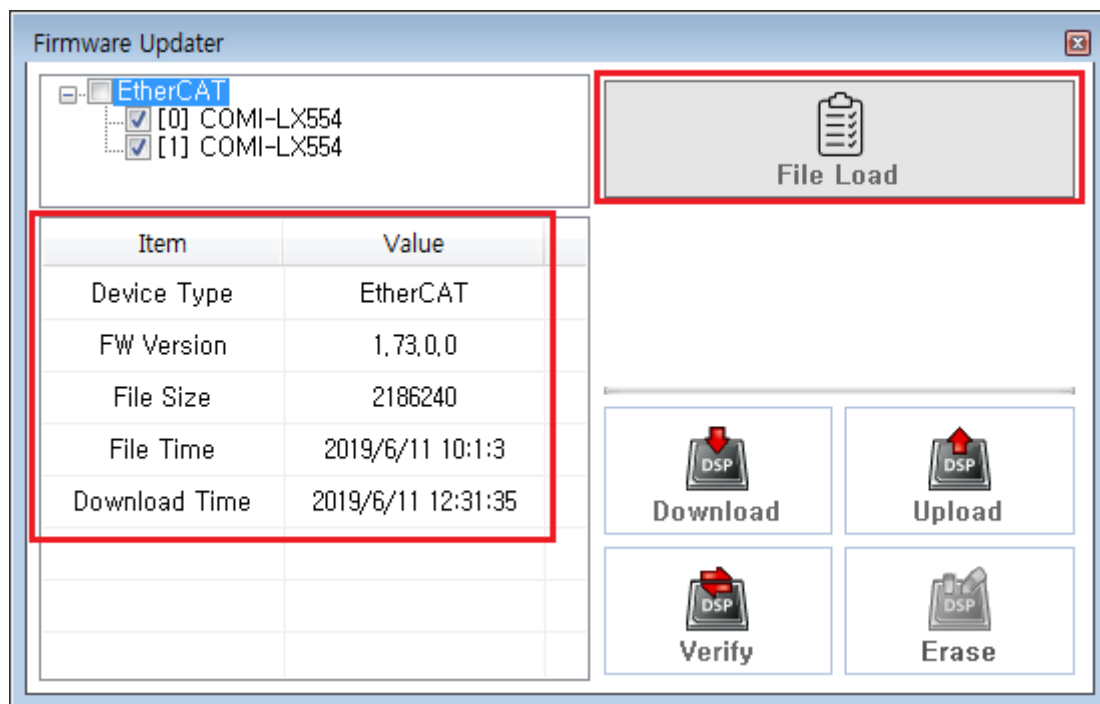 Firmware Updater
EtherCAT
[0] COMI-LX554
[1] COMI-LX554
File Load
Item Value
Device Type EtherCAT
FW Version 1,73,0,0
File Size 2186240
File Time 2019/6/11 10:1:3
Download Time 2019/6/11 12:31:35
DSP DSP
Download Upload
DSP DSP
Verify Erase